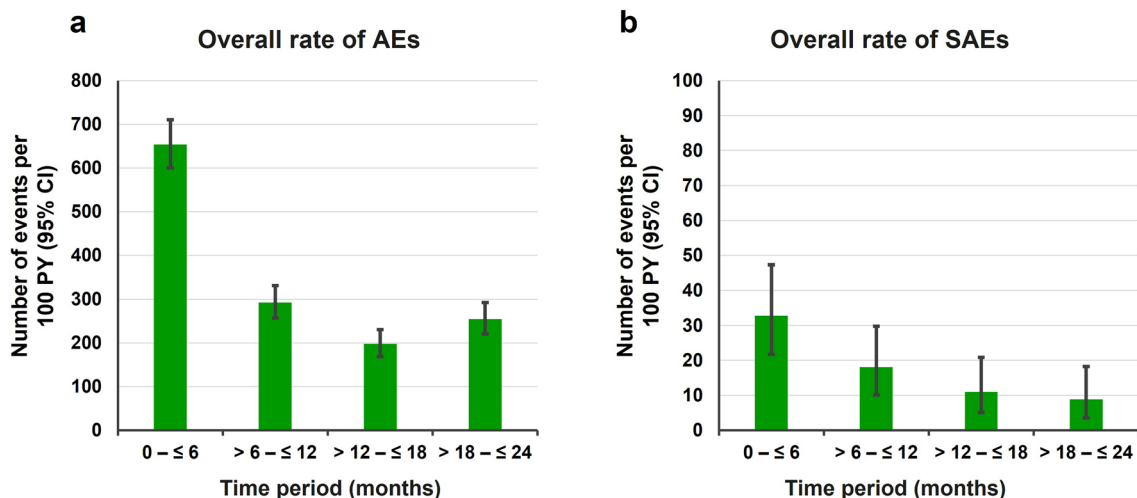 a
Overall rate of AEs
Number of events per
100 PY (95% CI)
800
700
600
500
400
300
200
100
0
0 – ≤ 6
> 6 – ≤ 12
> 12 – ≤ 18
> 18 – ≤ 24
Time period (months)
b
Overall rate of SAEs
Number of events per
100 PY (95% CI)
100
90
80
70
60
50
40
30
20
10
0
0 – ≤ 6
> 6 – ≤ 12
> 12 – ≤ 18
> 18 – ≤ 24
Time period (months)